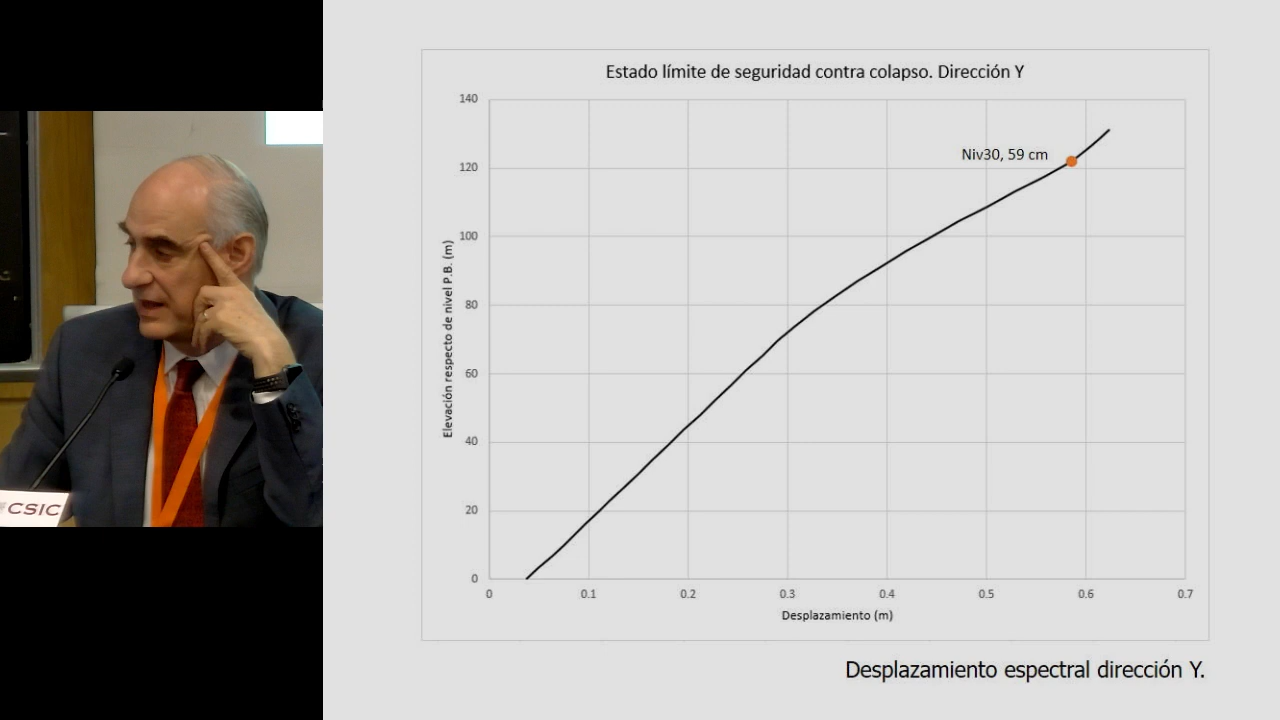 Estado límite de seguridad contra colapso. Dirección Y
140
120
100
80
60
40
20
0
Niv30, 59 cm
Elevación respecto de nivel P.B. (m)
0 0.1 0.2 0.3 0.4 0.5 0.6 0.7
Desplazamiento (m)
Desplazamiento espectral dirección Y.
CSIC